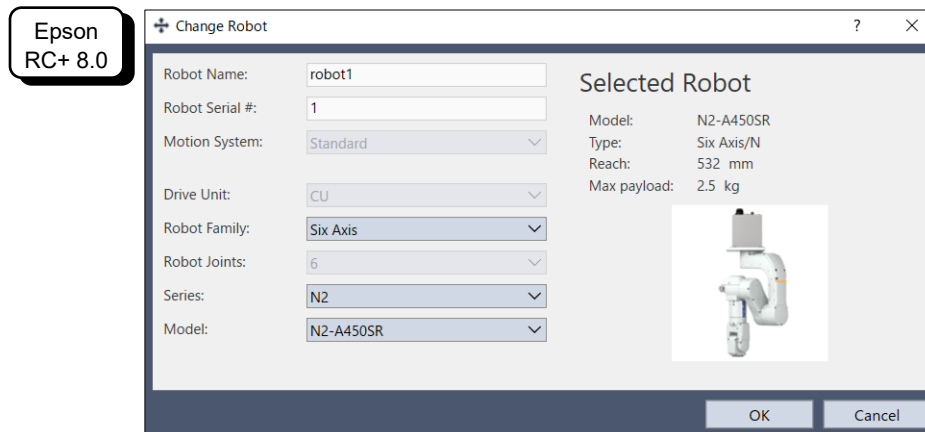 Epson
RC+ 8.0
Change Robot
?
Robot Name:
robot1
Robot Serial #:
1
Motion System:
Standard
Drive Unit:
CU
Robot Family:
Six Axis
Robot Joints:
6
Series:
N2
Model:
N2-A450SR
Selected Robot
Model: N2-A450SR
Type: Six Axis/N
Reach: 532 mm
Max payload: 2.5 kg
OK
Cancel